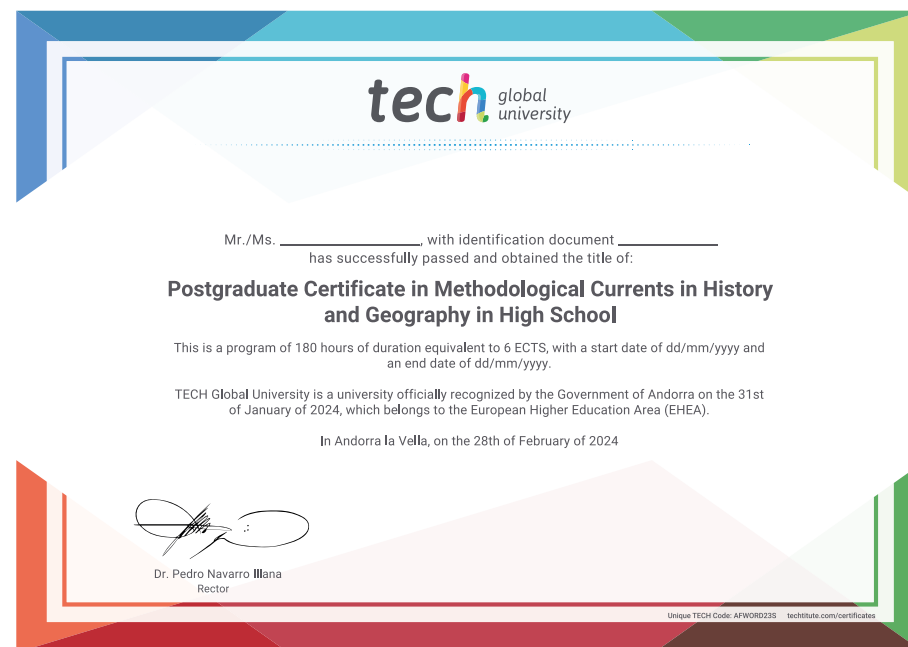 tech global
university
Mr./Ms. ____________, with identification document ____________
has successfully passed and obtained the title of:
Postgraduate Certificate in Methodological Currents in History
and Geography in High School
This is a program of 180 hours of duration equivalent to 6 ECTS, with a start date of dd/mm/yyyy and
an end date of dd/mm/yyyy.
TECH Global University is a university officially recognized by the Government of Andorra on the 31st
of January of 2024, which belongs to the European Higher Education Area (EHEA).
In Andorra la Vella, on the 28th of February of 2024
Dr. Pedro Navarro Illana
Rector
Unique TECH Code: AFWORD23S techtitute.com/certificates